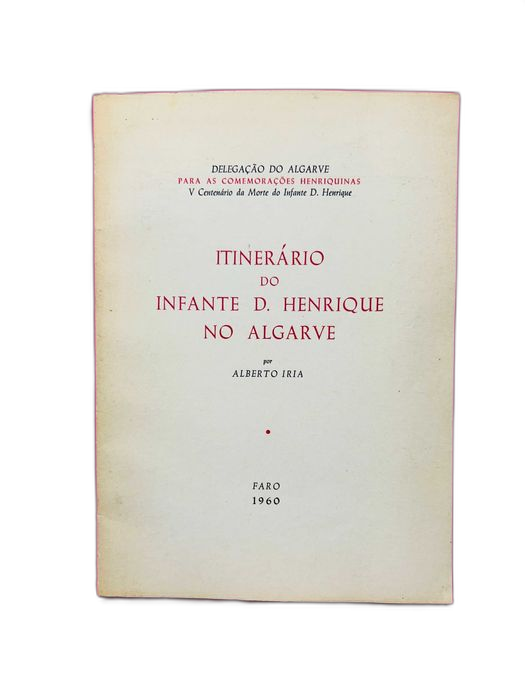 DELEGAÇÃO DO ALGARVE
PARA AS COMEMORAÇÕES HENRIQUINAS
V Centenário da Morte do Infante D. Henrique
ITINERÁRIO
DO
INFANTE D. HENRIQUE
NO ALGARVE
por
ALBERTO IRIA
FARO
1960